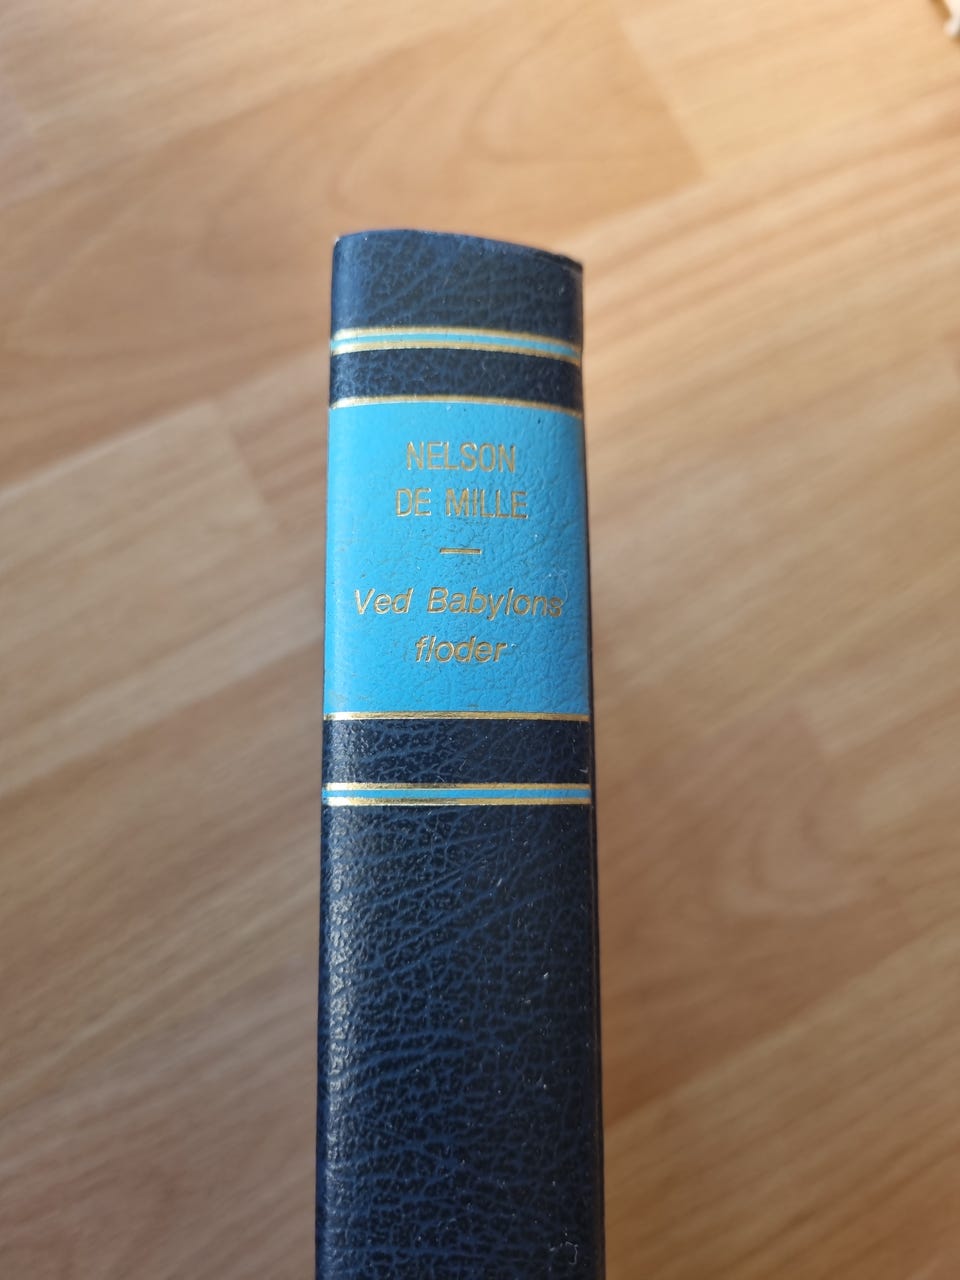 NELSON
DE MILLE
Ved Babylons
floder